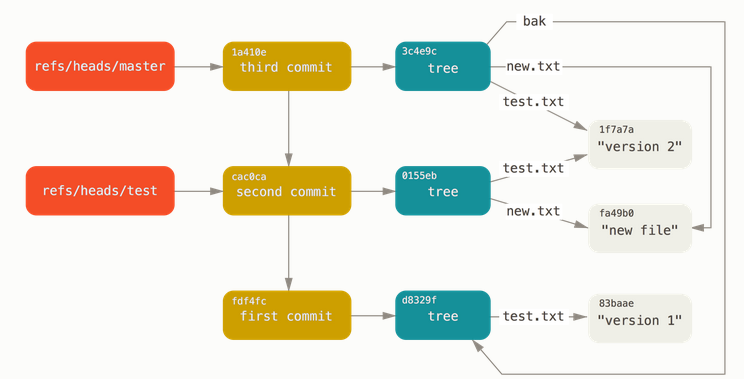 bak
1a410e
3c4e9c
refs/heads/master
third commit
tree
new.txt
test.txt
1f7a7a
"version 2"
cac0ca
0155eb
test.txt
refs/heads/test
second commit
tree
new.txt
fa49b0
"new file"
fdf4fc
d8329f
83baae
first commit
tree
test.txt
"version 1"